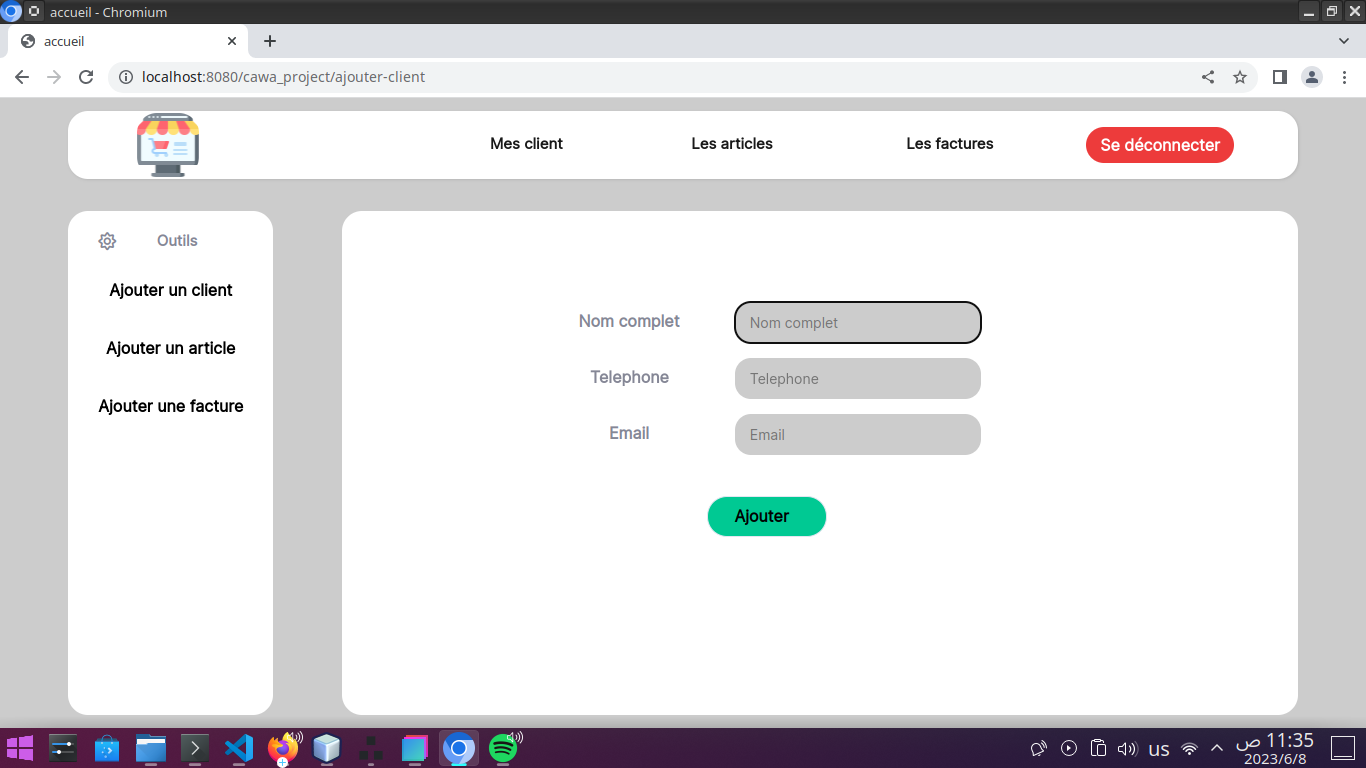 accueil - Chromium
accueil
localhost:8080/cawa_project/ajouter-client
Mes client
Les articles
Les factures
Se déconnecter
Outils
Ajouter un client
Ajouter un article
Ajouter une facture
Nom complet
Nom complet
Telephone
Telephone
Email
Email
Ajouter
us
11:35 ص
2023/6/8